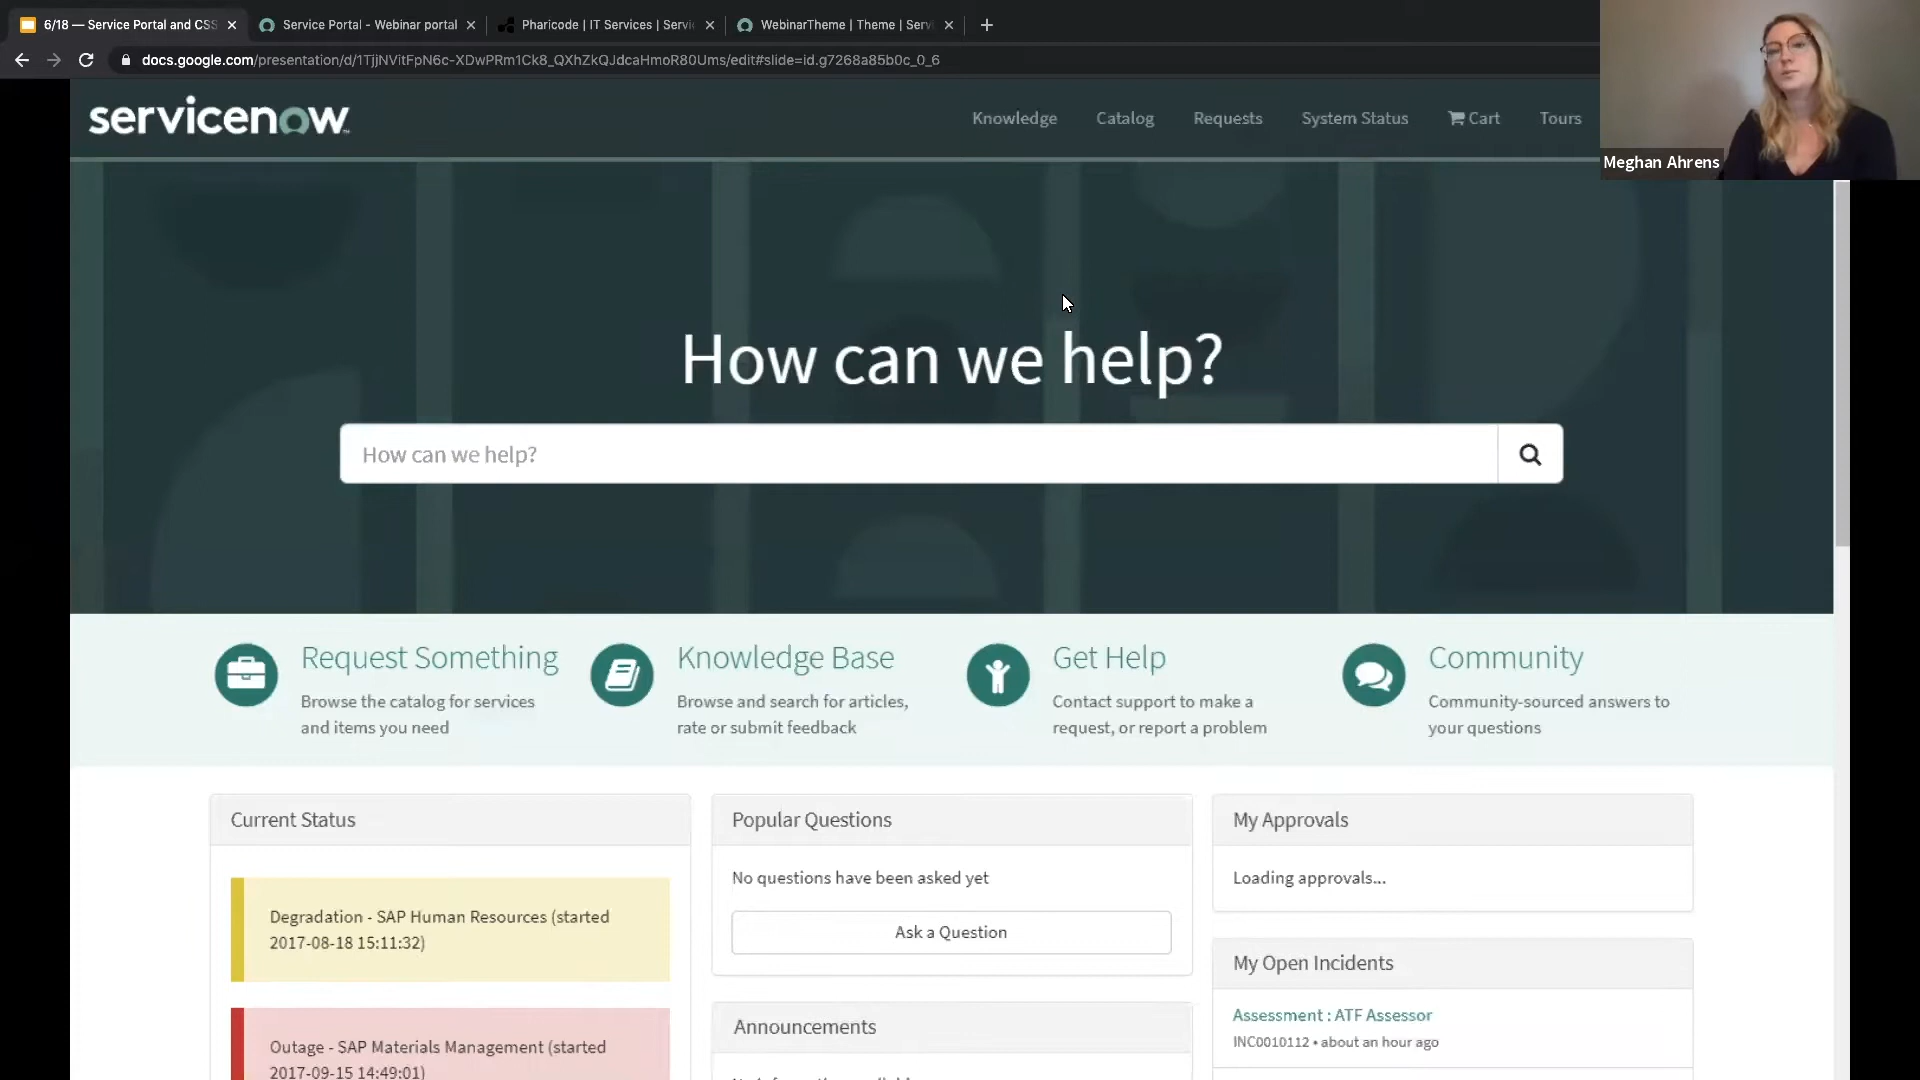 6/18 — Service Portal and CSS
Service Portal - Webinar portal
Pharicode | IT Services | Servi
WebinarTheme | Theme | Serv
docs.google.com/presentation/d/1TjjNVitFpN6c-XDwPRm1Ck8_QXhZkQJdcaHmoR80Ums/edit#slide=id.g7268a85b0c_0_6
servicenow
Knowledge
Catalog
Requests
System Status
Cart
Tours
Meghan Ahrens
How can we help?
How can we help?
Request Something
Browse the catalog for services
and items you need
Knowledge Base
Browse and search for articles,
rate or submit feedback
Get Help
Contact support to make a
request, or report a problem
Community
Community-sourced answers to
your questions
Current Status
Degradation - SAP Human Resources (started
2017-08-18 15:11:32)
Outage - SAP Materials Management (started
2017-09-15 14:49:01)
Popular Questions
No questions have been asked yet
Ask a Question
Announcements
My Approvals
Loading approvals...
My Open Incidents
Assessment : ATF Assessor
INC0010112 • about an hour ago